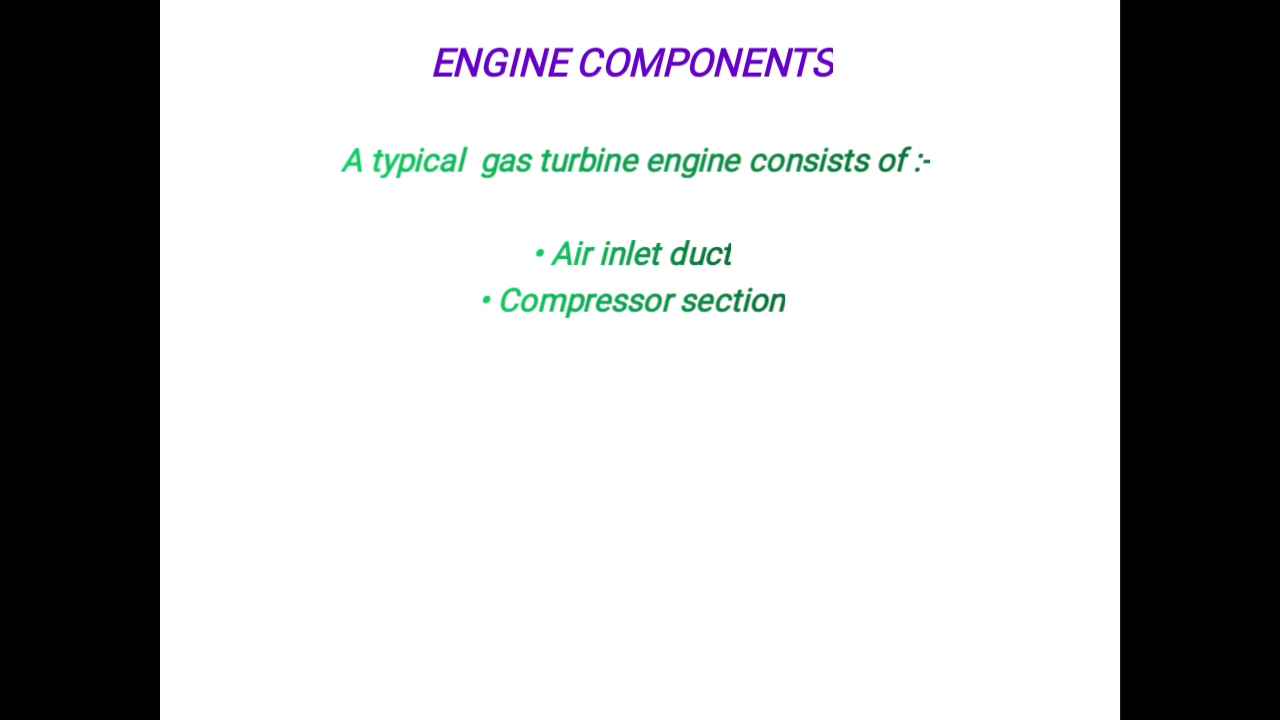 ENGINE COMPONENTS
A typical  gas turbine engine consists of :-
• Air inlet duct
• Compressor section